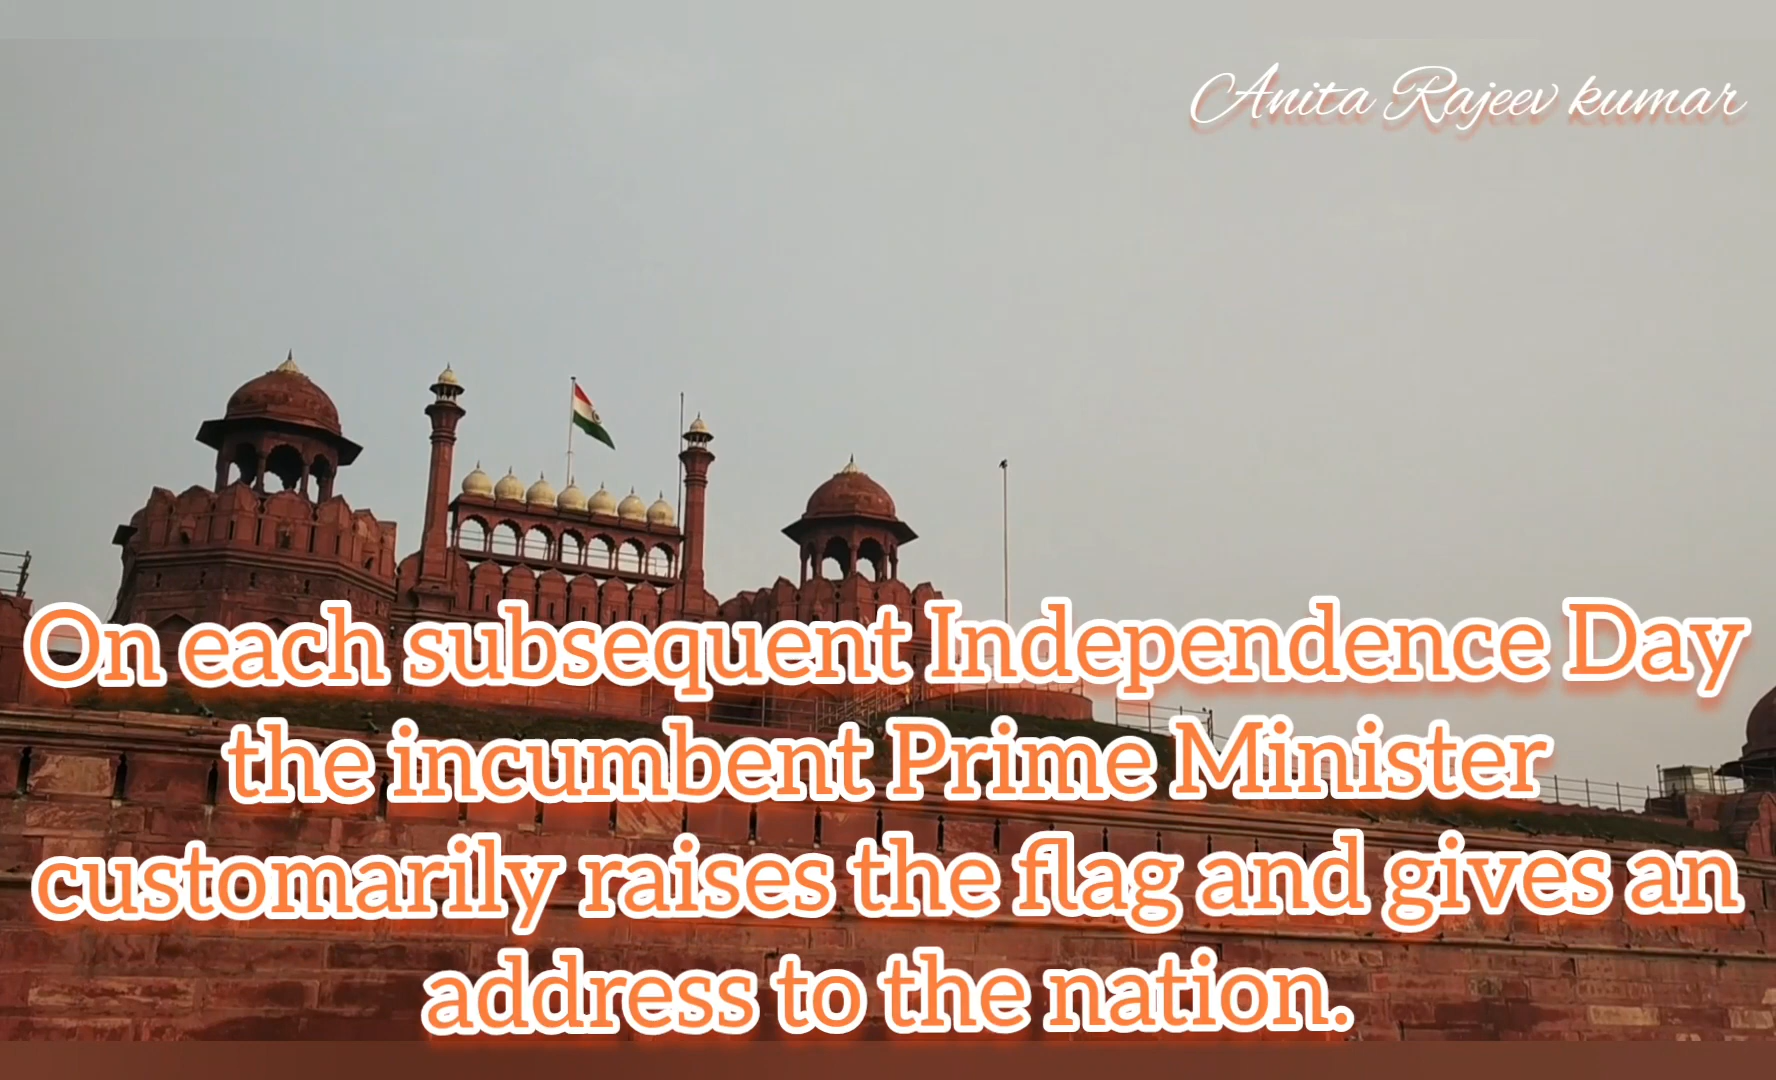 Anita Rajeev kumar
On each subsequent Independence Day
the incumbent Prime Minister
customarily raises the flag and gives an
address to the nation.